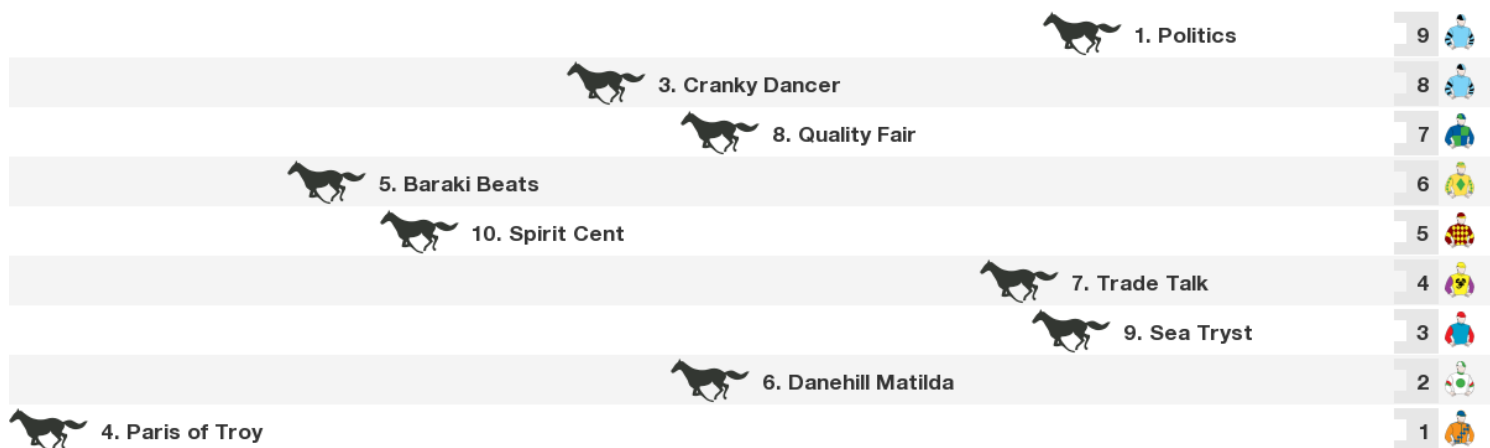 1. Politics 9
3. Cranky Dancer 8
8. Quality Fair 7
5. Baraki Beats 6
10. Spirit Cent 5
7. Trade Talk 4
9. Sea Tryst 3
6. Danehill Matilda 2
4. Paris of Troy 1